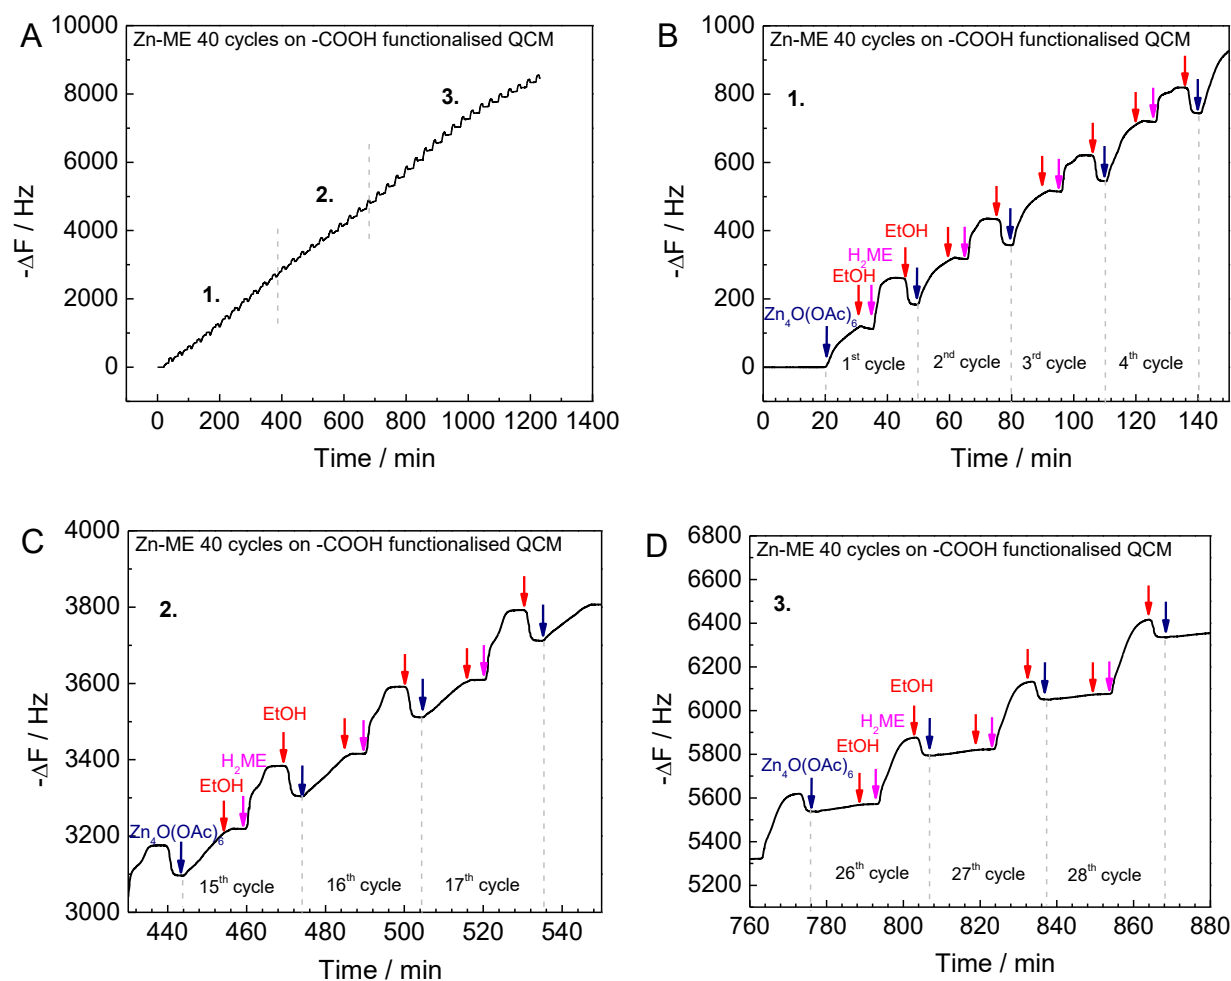 A
Zn-ME 40 cycles on -COOH functionalised QCM
8000
6000
4000
2000
0
-ΔF / Hz
1.
2.
3.
0 200 400 600 800 1000 1200 1400
Time / min
B
Zn-ME 40 cycles on -COOH functionalised QCM
1.
1000
800
600
400
200
0
-ΔF / Hz
EtOH
H₂ME
EtOH
Zn₄O(OAc)₆
1st cycle
2nd cycle
3rd cycle
4th cycle
0 20 40 60 80 100 120 140
Time / min
C
Zn-ME 40 cycles on -COOH functionalised QCM
2.
4000
3800
3600
3400
3200
3000
-ΔF / Hz
EtOH
H₂ME
EtOH
Zn₄O(OAc)₆
15th cycle
16th cycle
17th cycle
440 460 480 500 520 540
Time / min
D
Zn-ME 40 cycles on -COOH functionalised QCM
3.
6800
6600
6400
6200
6000
5800
5600
5400
5200
-ΔF / Hz
EtOH
H₂ME
EtOH
Zn₄O(OAc)₆
26th cycle
27th cycle
28th cycle
760 780 800 820 840 860 880
Time / min